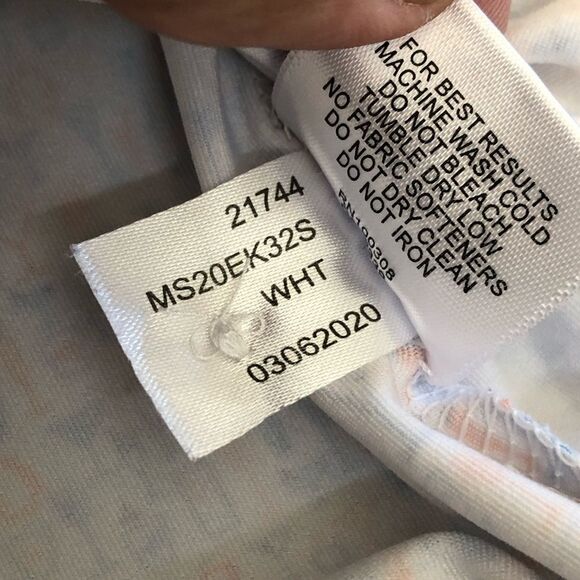 FOR BEST RESULTS
MACHINE WASH COLD
DO NOT BLEACH
TUMBLE DRY LOW
NO FABRIC SOFTENERS
DO NOT DRY CLEAN
DO NOT IRON
21744
MS20EK32S
WHT
03062020